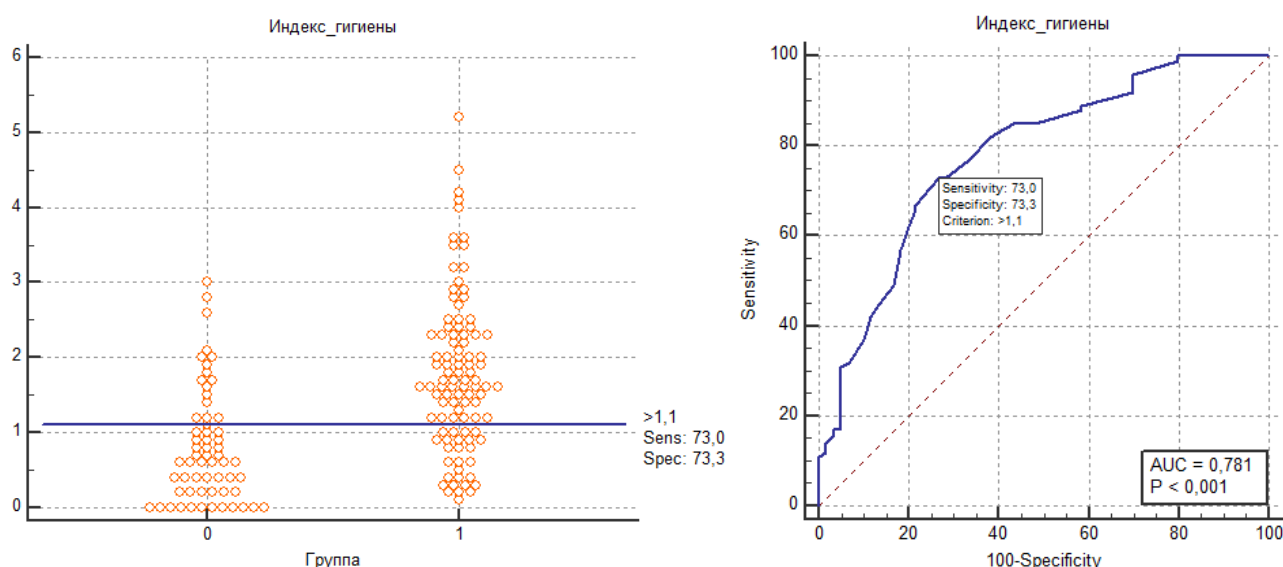 Индекс_гигиены
6
5
4
3
2
1
0
0
1
Группа
>1,1
Sens: 73,0
Spec: 73,3
Индекс_гигиены
100
80
60
40
20
0
Sensitivity
Sensitivity: 73,0
Specificity: 73,3
Criterion: >1,1
AUC = 0,781
P < 0,001
0
20
40
60
80
100
100-Specificity